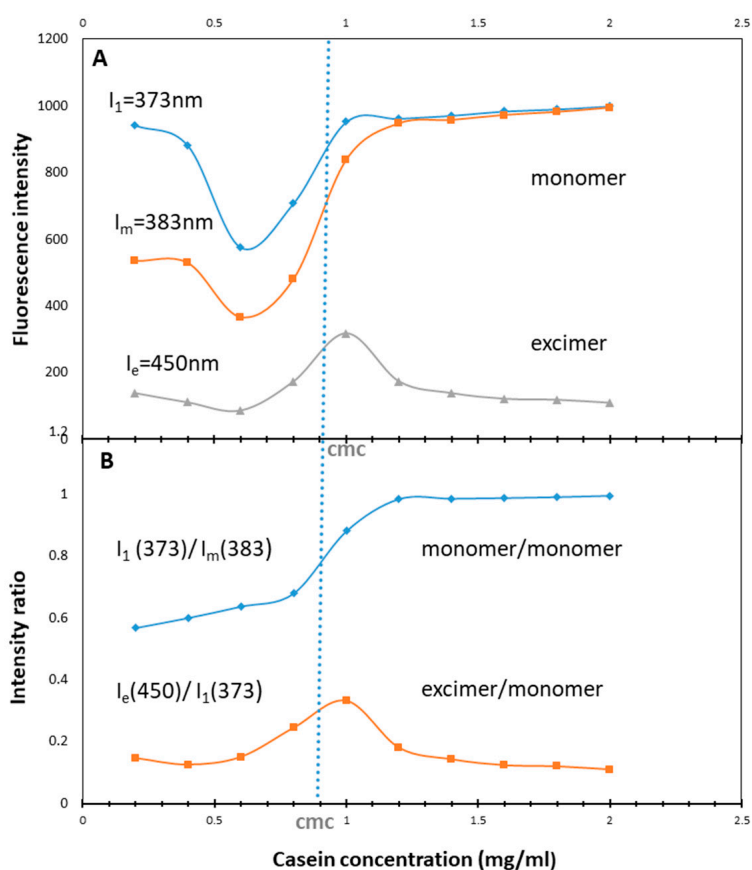 0 0.5 1 1.5 2 2.5
A
1200
1000
800
600
400
200
0
Fluorescence intensity
I1=373nm
Im=383nm
Ie=450nm
monomer
excimer
cmc
B
1.2
1
0.8
0.6
0.4
0.2
0
Intensity ratio
I1 (373)/ Im(383)
monomer/monomer
Ie(450)/ I1(373)
excimer/monomer
0 0.5 1 1.5 2 2.5
cmc
Casein concentration (mg/ml)